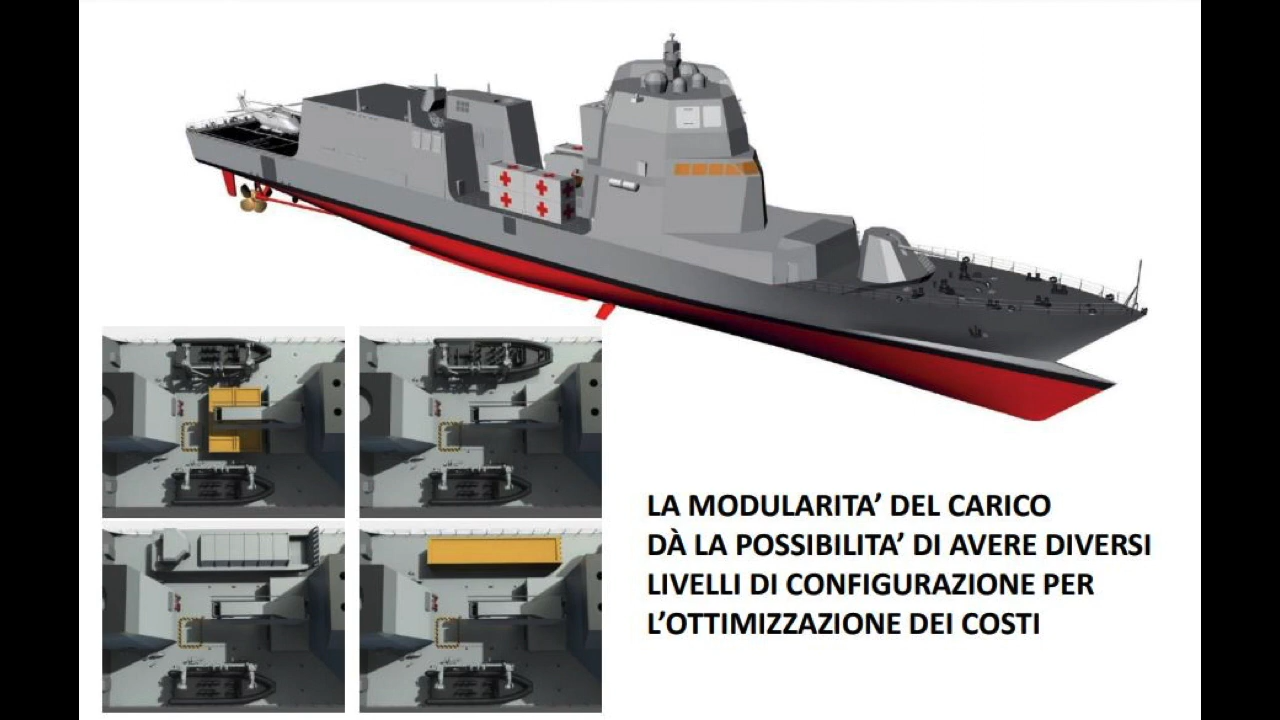 LA MODULARITA’ DEL CARICO
DÀ LA POSSIBILITA’ DI AVERE DIVERSI
LIVELLI DI CONFIGURAZIONE PER
L’OTTIMIZZAZIONE DEI COSTI